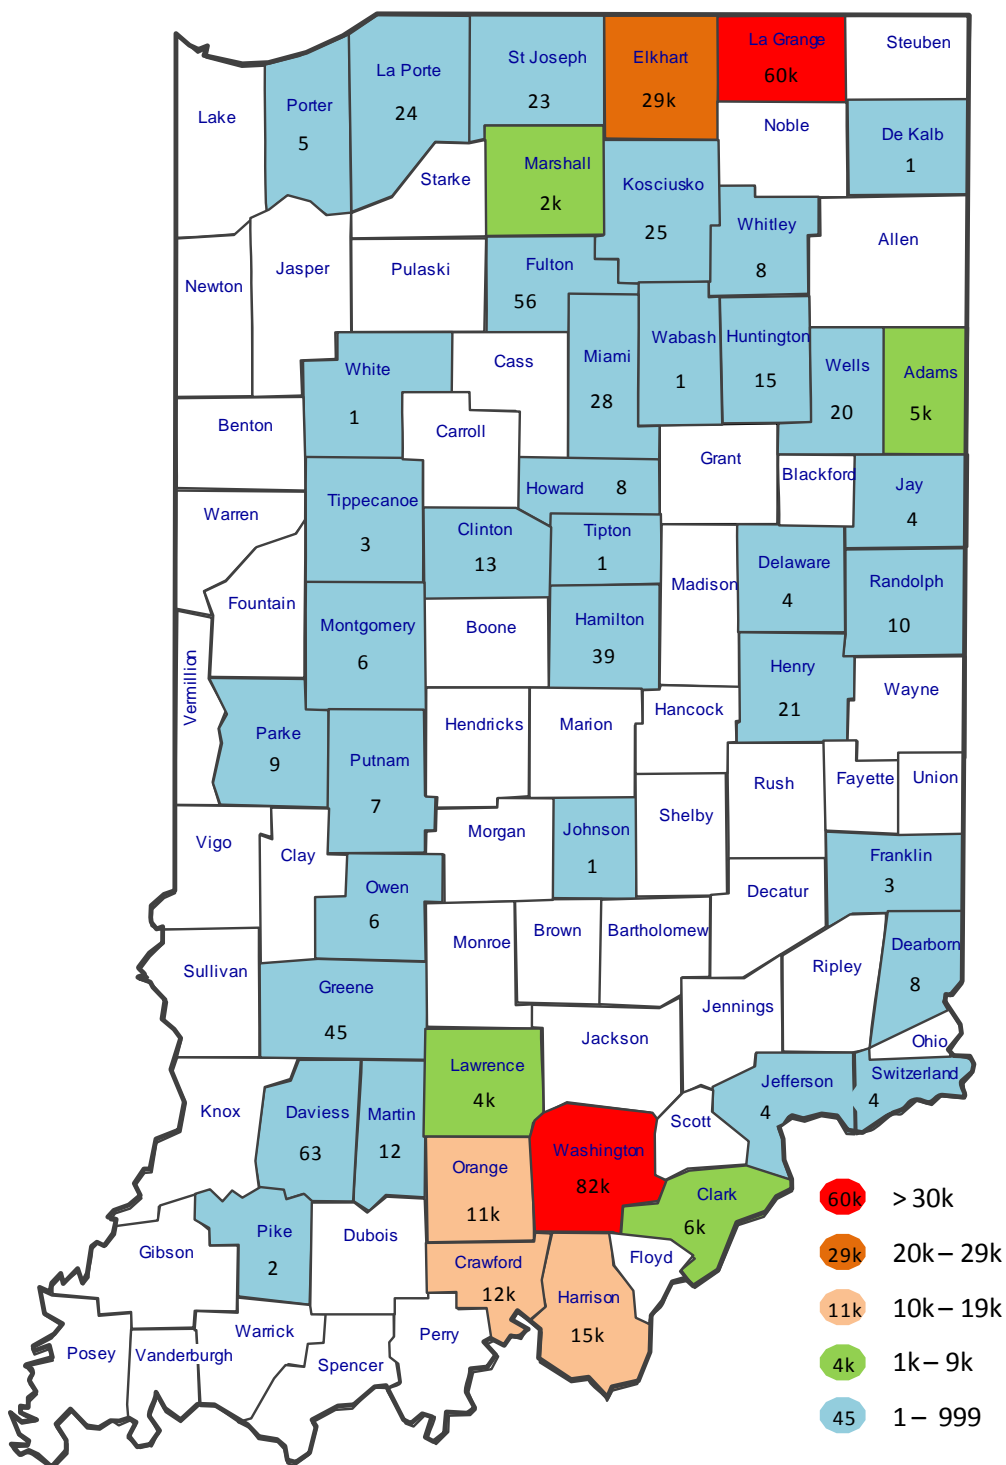 La Grange
60k
Steuben
St Joseph
23
Elkhart
29k
La Porte
24
Porter
5
Lake
Noble
De Kalb
1
Marshall
2k
Starke
Kosciusko
25
Whitley
8
Allen
Fulton
56
Pulaski
Jasper
Newton
Wabash
1
Huntington
15
Miami
28
Cass
White
1
Wells
20
Adams
5k
Benton
Carroll
Grant
Blackford
Jay
4
Howard 8
Tippecanoe
3
Warren
Clinton
13
Tipton
1
Delaware
4
Randolph
10
Madison
Fountain
Montgomery
6
Boone
Hamilton
39
Henry
21
Wayne
Vermillion
Hendricks
Marion
Hancock
Parke
9
Putnam
7
Rush
Fayette
Union
Vigo
Clay
Morgan
Johnson
1
Shelby
Franklin
3
Owen
6
Decatur
Monroe
Brown
Bartholomew
Dearborn
8
Sullivan
Greene
45
Ripley
Jennings
Ohio
Jackson
Lawrence
4k
Jefferson
4
Switzerland
4
Knox
Daviess
63
Martin
12
Scott
Washington
82k
Orange
11k
Clark
6k
Pike
2
Dubois
Gibson
Floyd
Crawford
12k
Harrison
15k
Posey
Vanderburgh
Warrick
Spencer
Perry
60k > 30k
29k 20k – 29k
11k 10k – 19k
4k 1k – 9k
45 1 – 999